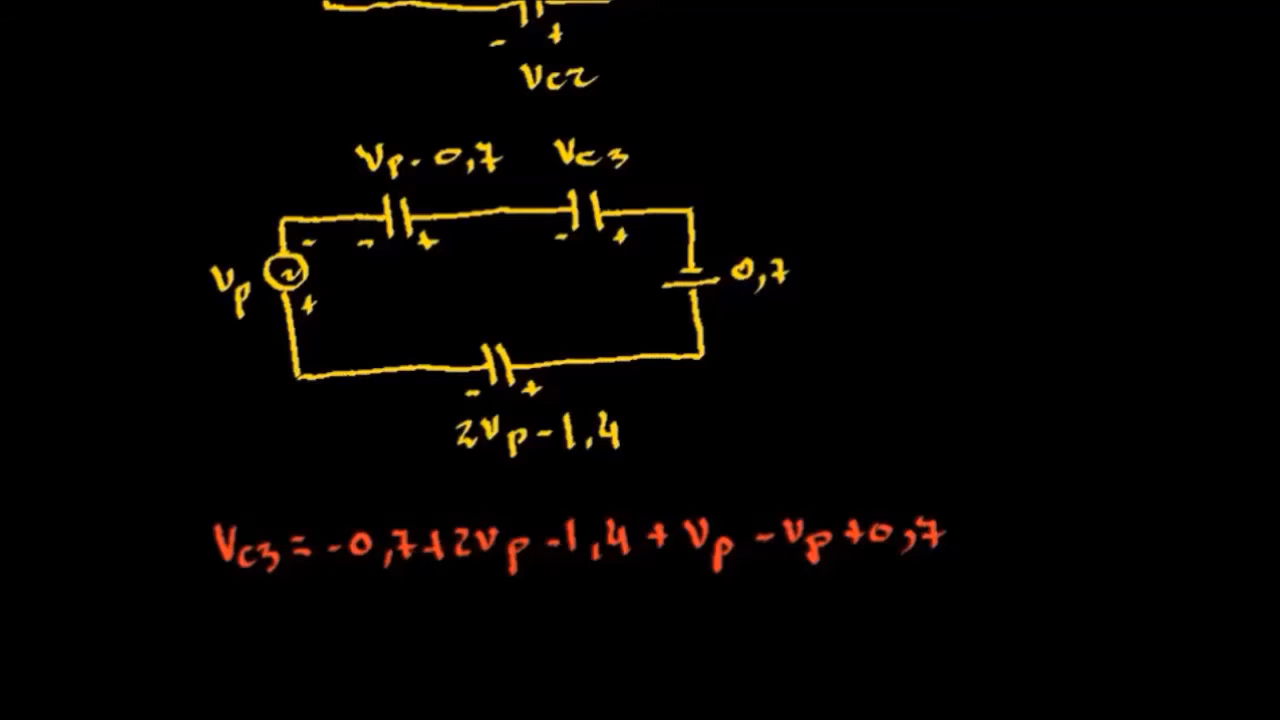 - +
Vc2
Vp-0,7 Vc3
- - + - +
Vp 0,7
+
- +
2Vp-1,4
Vc3=-0,7+2Vp-1,4+Vp-Vp+0,7